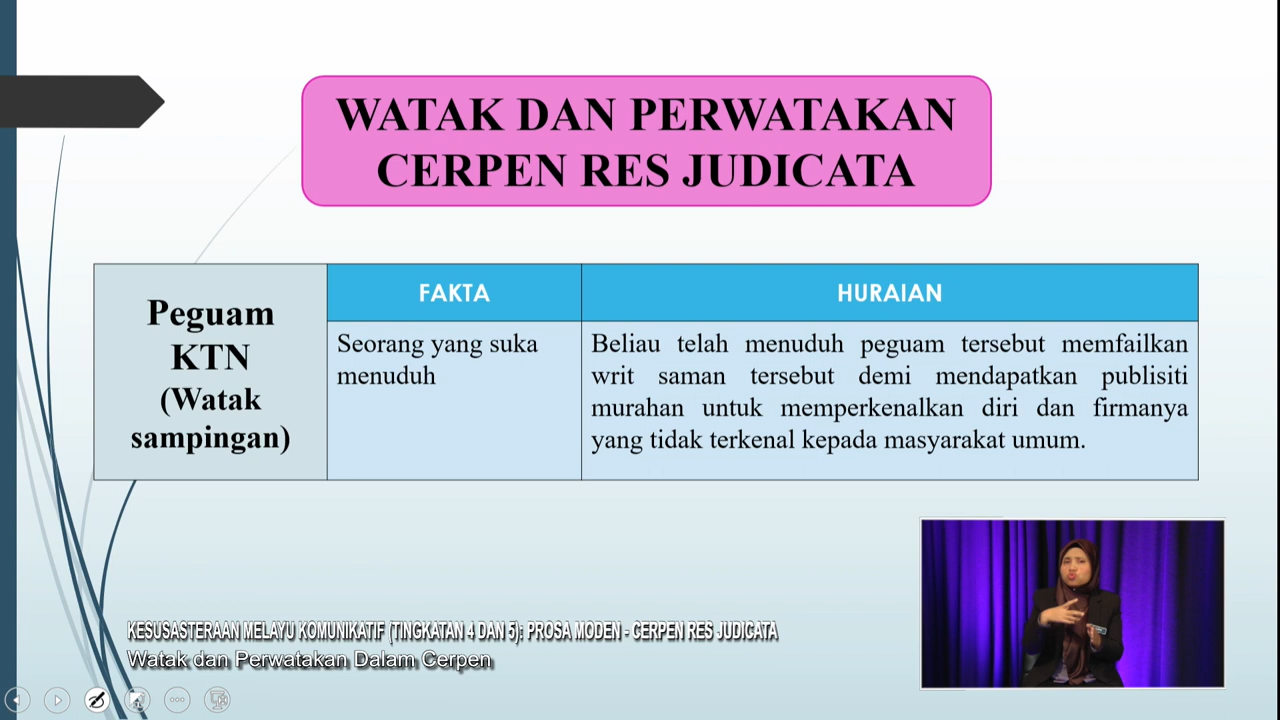 WATAK DAN PERWATAKAN
CERPEN RES JUDICATA
Peguam
KTN
(Watak
sampingan)
FAKTA
HURAIAN
Seorang yang suka
menuduh
Beliau telah menuduh peguam tersebut memfailkan
writ saman tersebut demi mendapatkan publisiti
murahan untuk memperkenalkan diri dan firmanya
yang tidak terkenal kepada masyarakat umum.
KESUSASTERAAN MELAYU KOMUNIKATIF (TINGKATAN 4 DAN 5): PROSA MODEN - CERPEN RES JUDICATA
Watak dan Perwatakan Dalam Cerpen